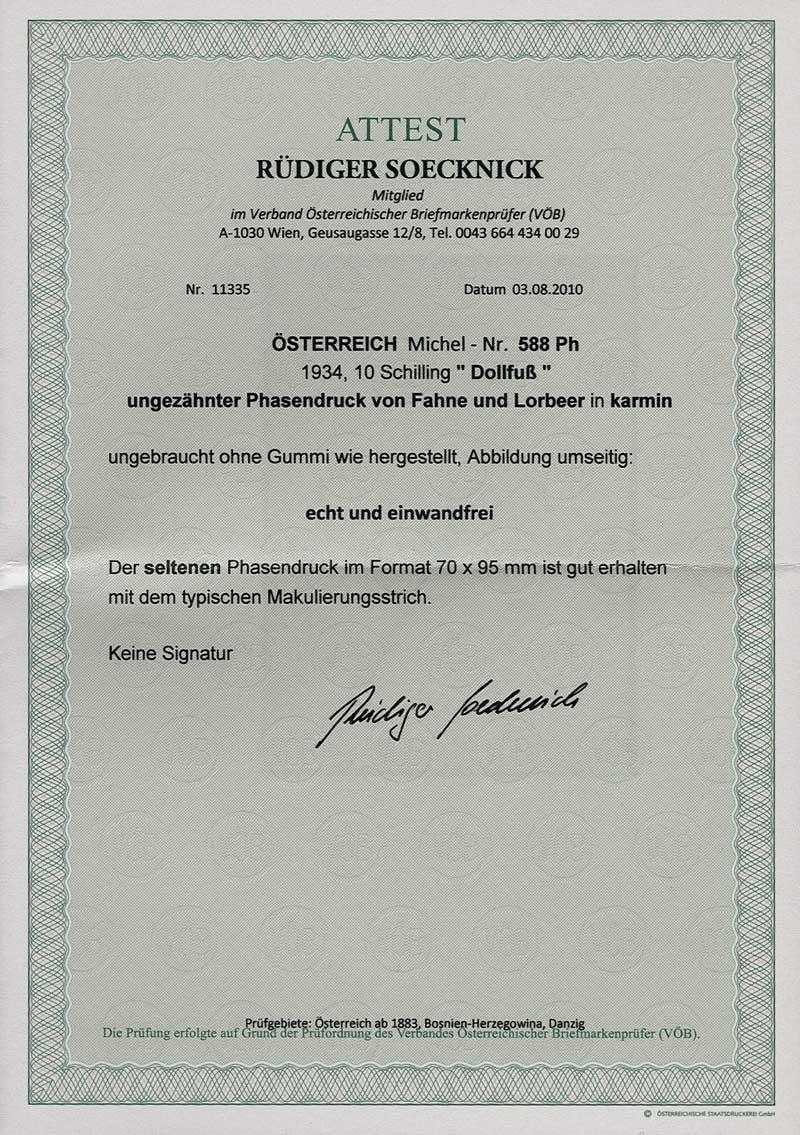 ATTEST
RÜDIGER SOECKNICK
Mitglied
im Verband Österreichischer Briefmarkenprüfer (VÖB)
A-1030 Wien, Geusaugasse 12/8, Tel. 0043 664 434 00 29
Nr. 11335 Datum 03.08.2010
ÖSTERREICH Michel - Nr. 588 Ph
1934, 10 Schilling " Dollfuß "
ungezähnter Phasendruck von Fahne und Lorbeer in karmin
ungebraucht ohne Gummi wie hergestellt, Abbildung umseitig:
echt und einwandfrei
Der seltenen Phasendruck im Format 70 x 95 mm ist gut erhalten
mit dem typischen Makulierungsstrich.
Keine Signatur
Rüdiger Soecknick
Prüfgebiete: Österreich ab 1883, Bosnien-Herzegowina, Danzig
Die Prüfung erfolgte auf Grund der Prüfordnung des Verbandes Österreichischer Briefmarkenprüfer (VÖB).
© ÖSTERREICHISCHE STAATSDRUCKEREI GmbH